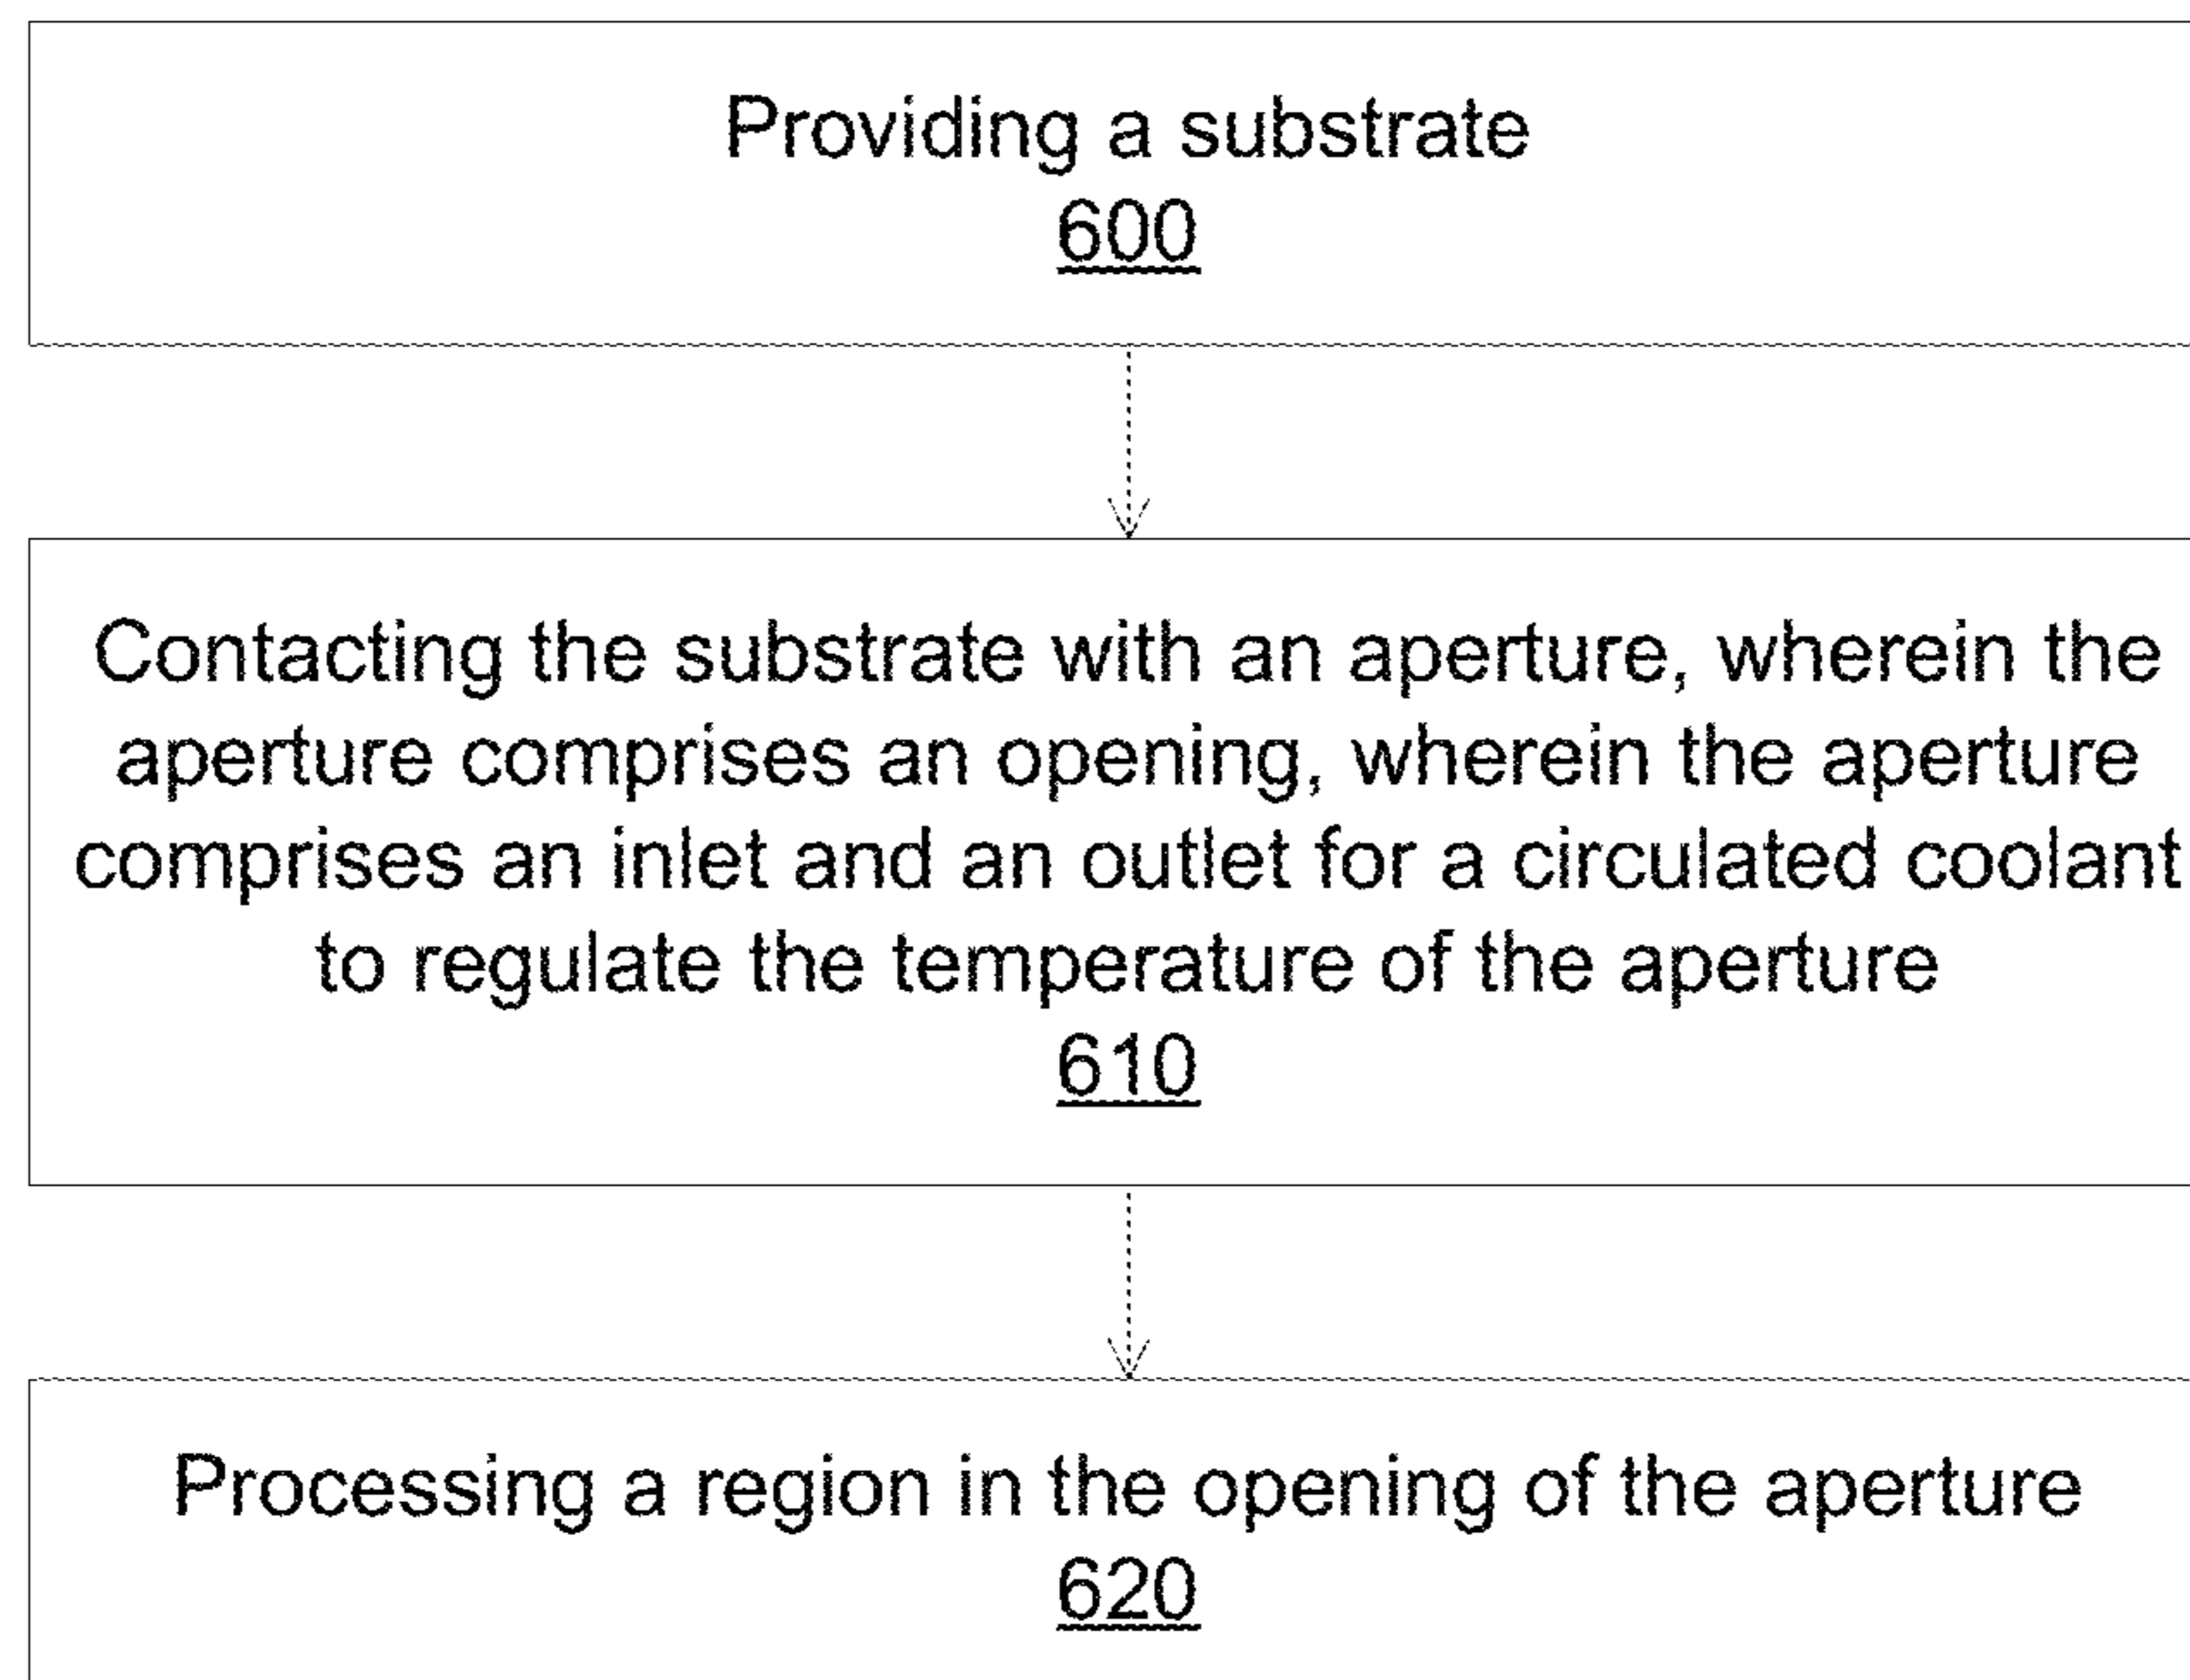 Providing a substrate
600
Contacting the substrate with an aperture, wherein the
aperture comprises an opening, wherein the aperture
comprises an inlet and an outlet for a circulated coolant
to regulate the temperature of the aperture
610
Processing a region in the opening of the aperture
620